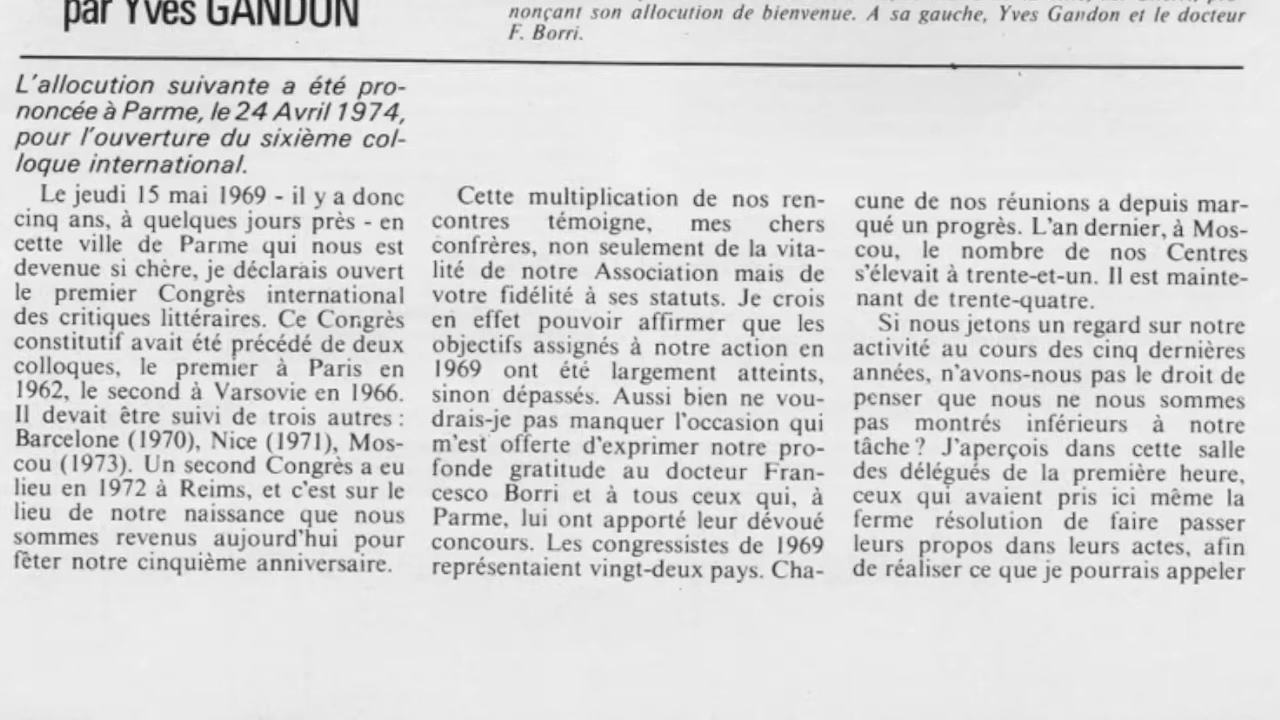 par Yves GANDON
nonçant son allocution de bienvenue. A sa gauche, Yves Gandon et le docteur
F. Borri.
L'allocution suivante a été pro-
noncée à Parme, le 24 Avril 1974,
pour l'ouverture du sixième col-
loque international.
Le jeudi 15 mai 1969 - il y a donc
cinq ans, à quelques jours près - en
cette ville de Parme qui nous est
devenue si chère, je déclarais ouvert
le premier Congrès international
des critiques littéraires. Ce Congrès
constitutif avait été précédé de deux
colloques, le premier à Paris en
1962, le second à Varsovie en 1966.
Il devait être suivi de trois autres :
Barcelone (1970), Nice (1971), Mos-
cou (1973). Un second Congrès a eu
lieu en 1972 à Reims, et c'est sur le
lieu de notre naissance que nous
sommes revenus aujourd'hui pour
fêter notre cinquième anniversaire.
Cette multiplication de nos ren-
contres témoigne, mes chers
confrères, non seulement de la vita-
lité de notre Association mais de
votre fidélité à ses statuts. Je crois
en effet pouvoir affirmer que les
objectifs assignés à notre action en
1969 ont été largement atteints,
sinon dépassés. Aussi bien ne vou-
drais-je pas manquer l'occasion qui
m'est offerte d'exprimer notre pro-
fonde gratitude au docteur Fran-
cesco Borri et à tous ceux qui, à
Parme, lui ont apporté leur dévoué
concours. Les congressistes de 1969
représentaient vingt-deux pays. Cha-
cune de nos réunions a depuis mar-
qué un progrès. L'an dernier, à Mos-
cou, le nombre de nos Centres
s'élevait à trente-et-un. Il est mainte-
nant de trente-quatre.
Si nous jetons un regard sur notre
activité au cours des cinq dernières
années, n'avons-nous pas le droit de
penser que nous ne nous sommes
pas montrés inférieurs à notre
tâche ? J'aperçois dans cette salle
des délégués de la première heure,
ceux qui avaient pris ici même la
ferme résolution de faire passer
leurs propos dans leurs actes, afin
de réaliser ce que je pourrais appeler